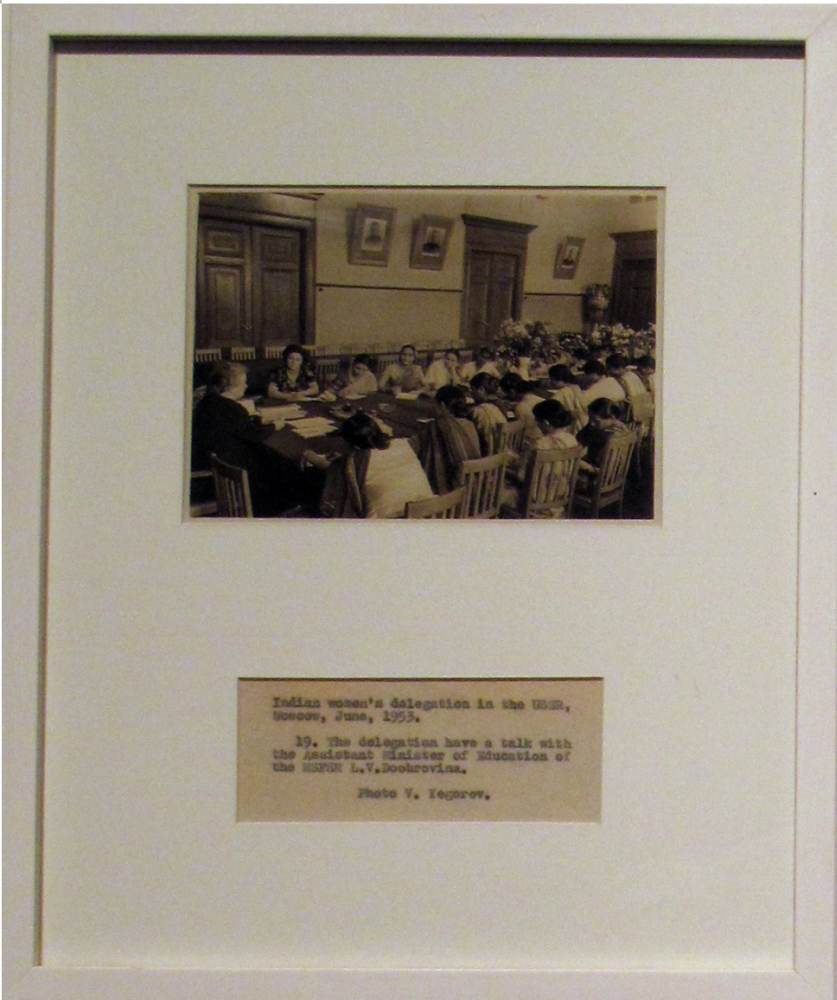 Indian women's delegation in the USSR,
Moscow, June, 1953.
19. The delegation have a talk with
the Assistant Minister of Education of
the RSFSR L.V.
Photo V. Yegorov.